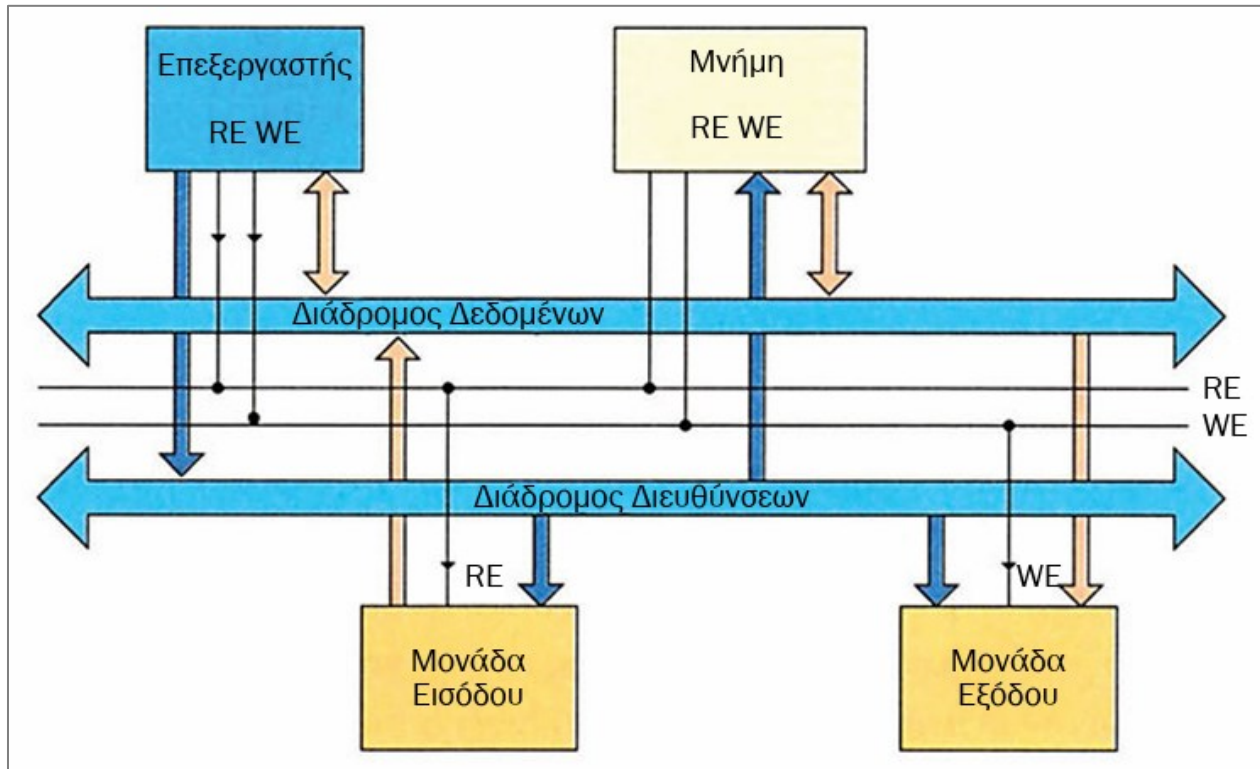 Επεξεργαστής
RE WE
Μνήμη
RE WE
Διάδρομος Δεδομένων
RE
WE
Διάδρομος Διευθύνσεων
RE
WE
Μονάδα
Εισόδου
Μονάδα
Εξόδου